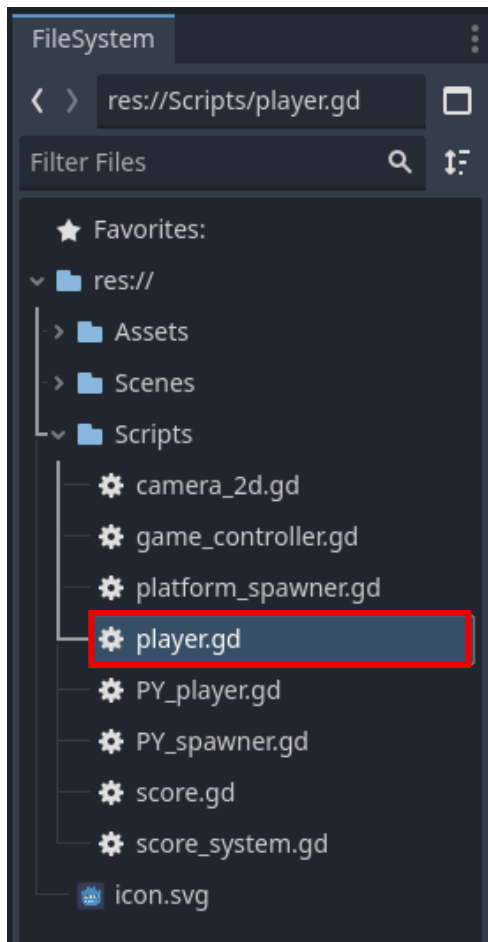 FileSystem
res://Scripts/player.gd
Filter Files
Favorites:
res://
Assets
Scenes
Scripts
camera_2d.gd
game_controller.gd
platform_spawner.gd
player.gd
PY_player.gd
PY_spawner.gd
score.gd
score_system.gd
icon.svg